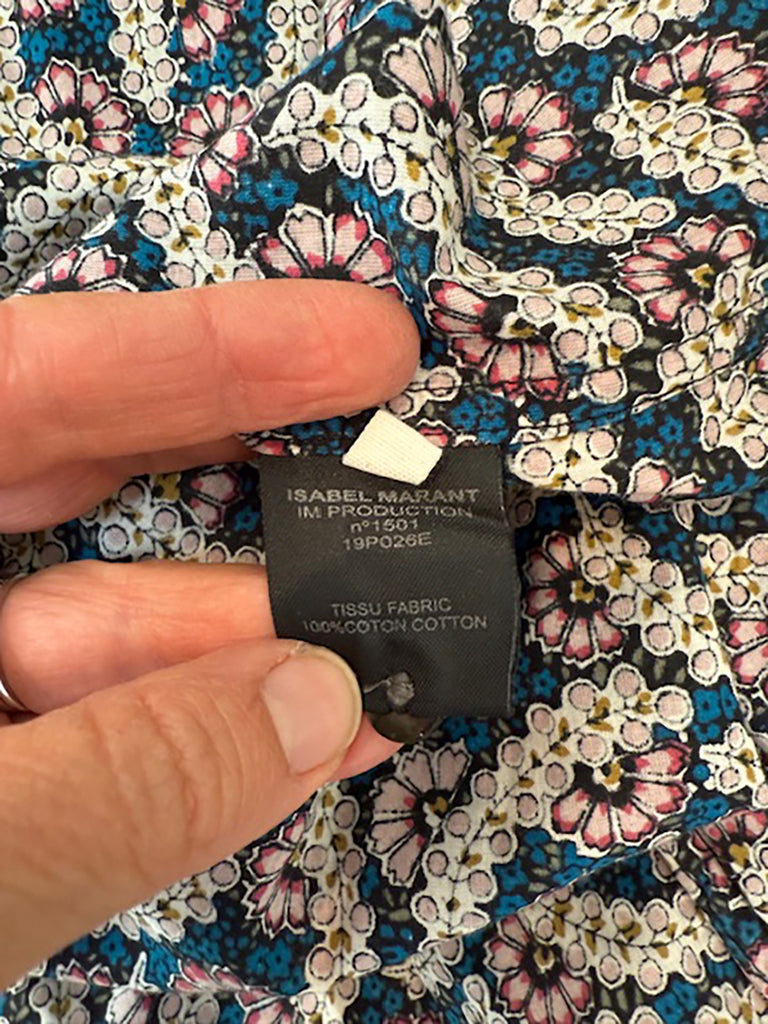 ISABEL MARANT
IM PRODUCTION
n°1501
19P026E
TISSU FABRIC
100%COTON COTTON